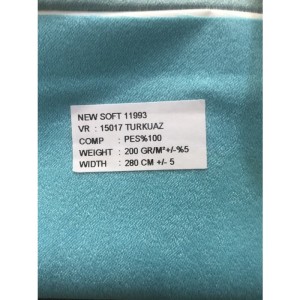 NEW SOFT 11993
VR : 15017 TURKUAZ
COMP : PES%100
WEIGHT : 200 GR/M²+/-%5
WIDTH : 280 CM +/- 5